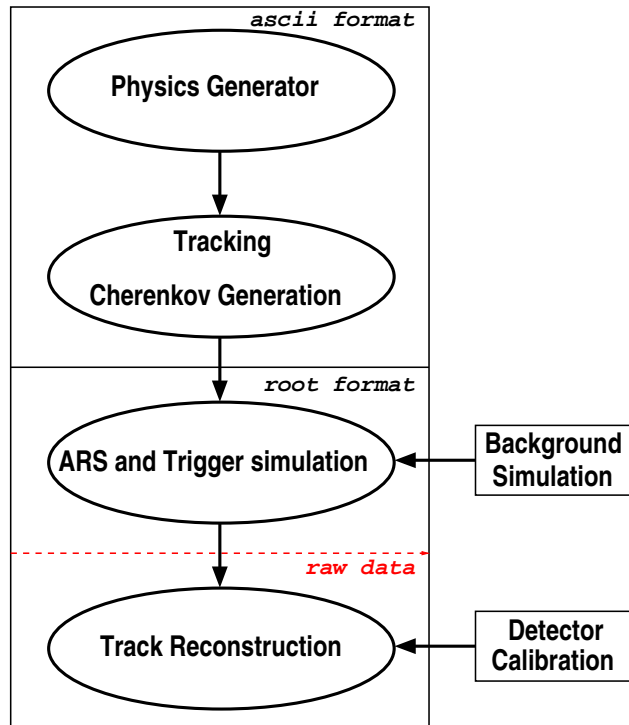 ascii format
Physics Generator
Tracking
Cherenkov Generation
root format
ARS and Trigger simulation
Background
Simulation
raw data
Track Reconstruction
Detector
Calibration